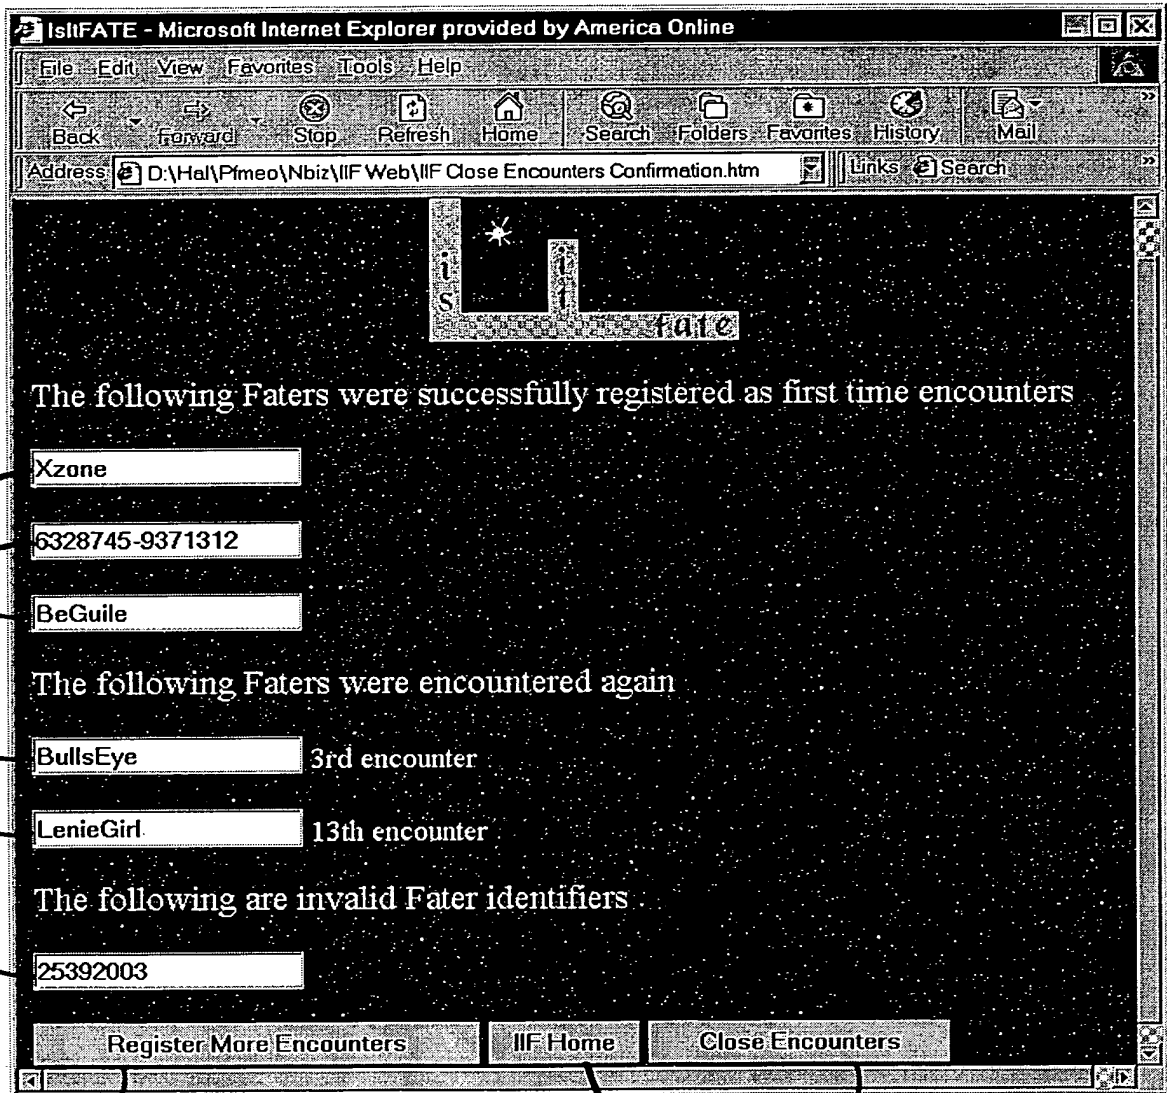 IsItFATE - Microsoft Internet Explorer provided by America Online
File Edit View Favorites Tools Help
Back Forward Stop Refresh Home Search Folders Favorites History Mail
Address D:\Hal\Pfmeo\Nbiz\IIF Web\IIF Close Encounters Confirmation.htm Links Search
is it fate
The following Faters were successfully registered as first time encounters
Xzone
6328745-9371312
BeGuile
The following Faters were encountered again
BullsEye 3rd encounter
LenieGirl 13th encounter
The following are invalid Fater identifiers
25392003
Register More Encounters IIF Home Close Encounters